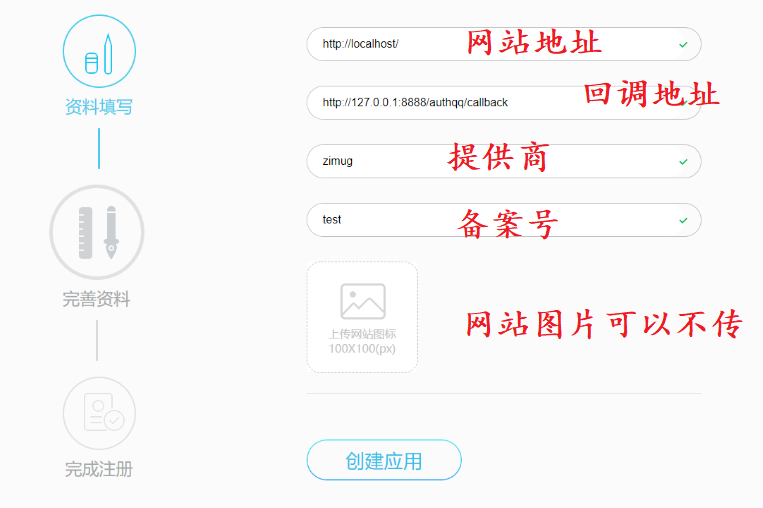 资料填写
完善资料
完成注册
http://localhost/ 网站地址
http://127.0.0.1:8888/authqq/callback 回调地址
zimug 提供商
test 备案号
上传网站图标
100X100(px)
网站图片可以不传
创建应用